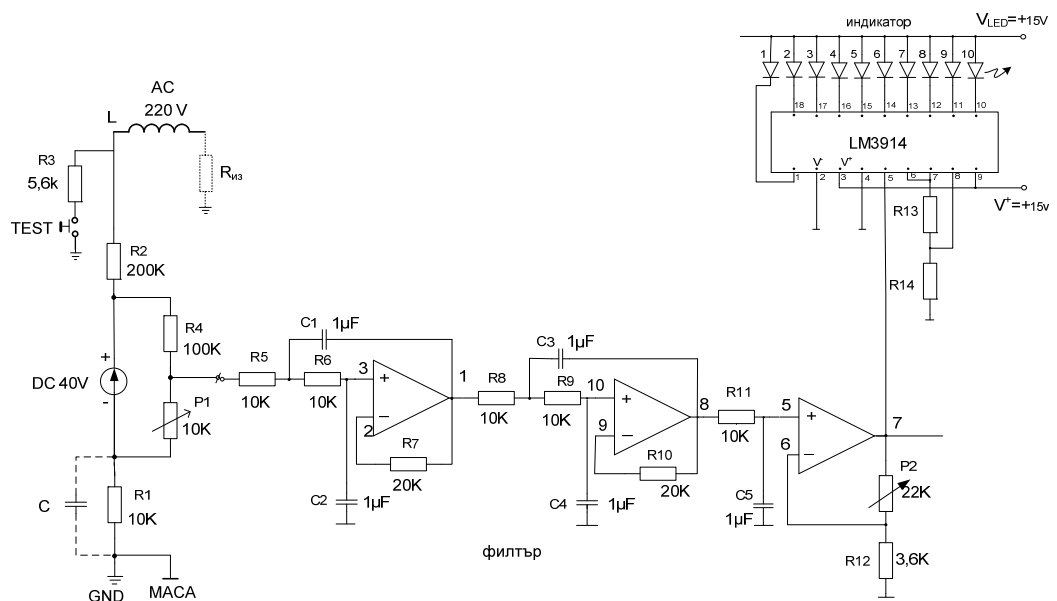 индикатор
VLED=+15V
1 2 3 4 5 6 7 8 9 10
18 17 16 15 14 13 12 11 10
LM3914
V- V+
1 2 3 4 5 6 7 8 9
V+=+15v
R13
R14
AC
220 V
L
R3
5,6k
Rиз
TEST
R2
200K
R4
100K
DC 40V
+
-
P1
10K
C
R1
10K
GND
MACA
R5
10K
R6
10K
C1
1µF
3
+
2
−
1
R7
20K
C2
1µF
R8
10K
R9
10K
C3
1µF
10
+
9
−
8
R10
20K
C4
1µF
R11
10K
C5
1µF
5
+
6
−
7
P2
22K
R12
3,6K
филтър